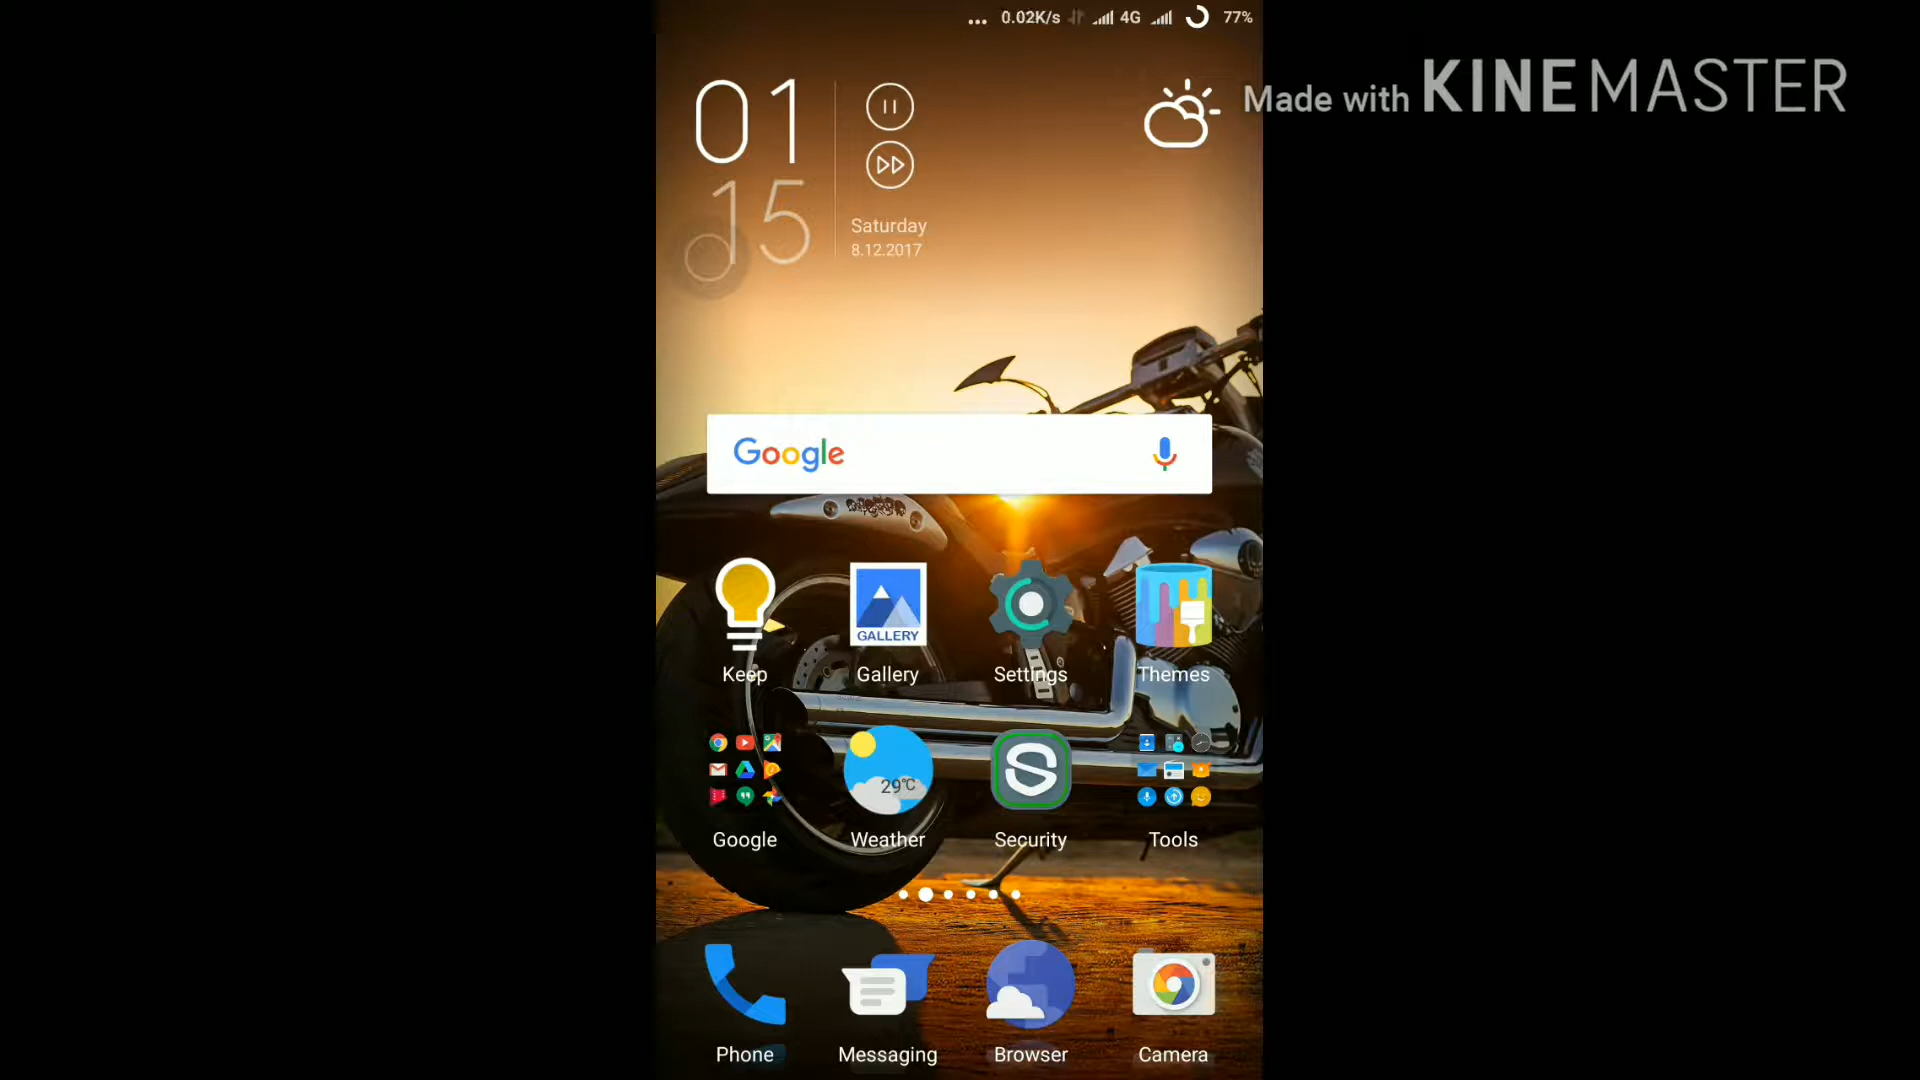 ... 0.02K/s 4G 77%
Made with KINEMASTER
01
15
Saturday
8.12.2017
Google
GALLERY
Keep Gallery Settings Themes
29°C
Google Weather Security Tools
Phone Messaging Browser Camera